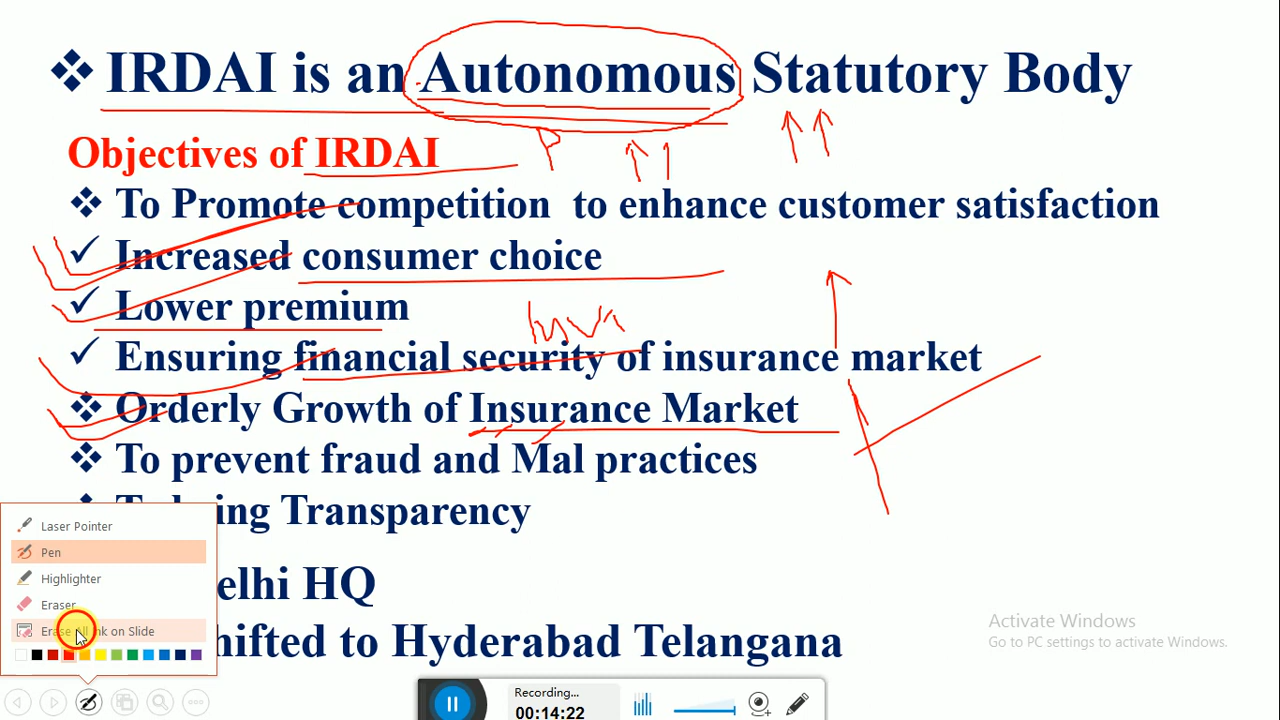 ❖ IRDAI is an Autonomous Statutory Body
Objectives of IRDAI
❖ To Promote competition to enhance customer satisfaction
✓ Increased consumer choice
✓ Lower premium
✓ Ensuring financial security of insurance market
❖ Orderly Growth of Insurance Market
❖ To prevent fraud and Mal practices
Transparency
HQ
to Hyderabad Telangana
Laser Pointer
Pen
Highlighter
Eraser
Erase All Ink on Slide
Activate Windows
Go to PC settings to activate Windows.
Recording...
00:14:22